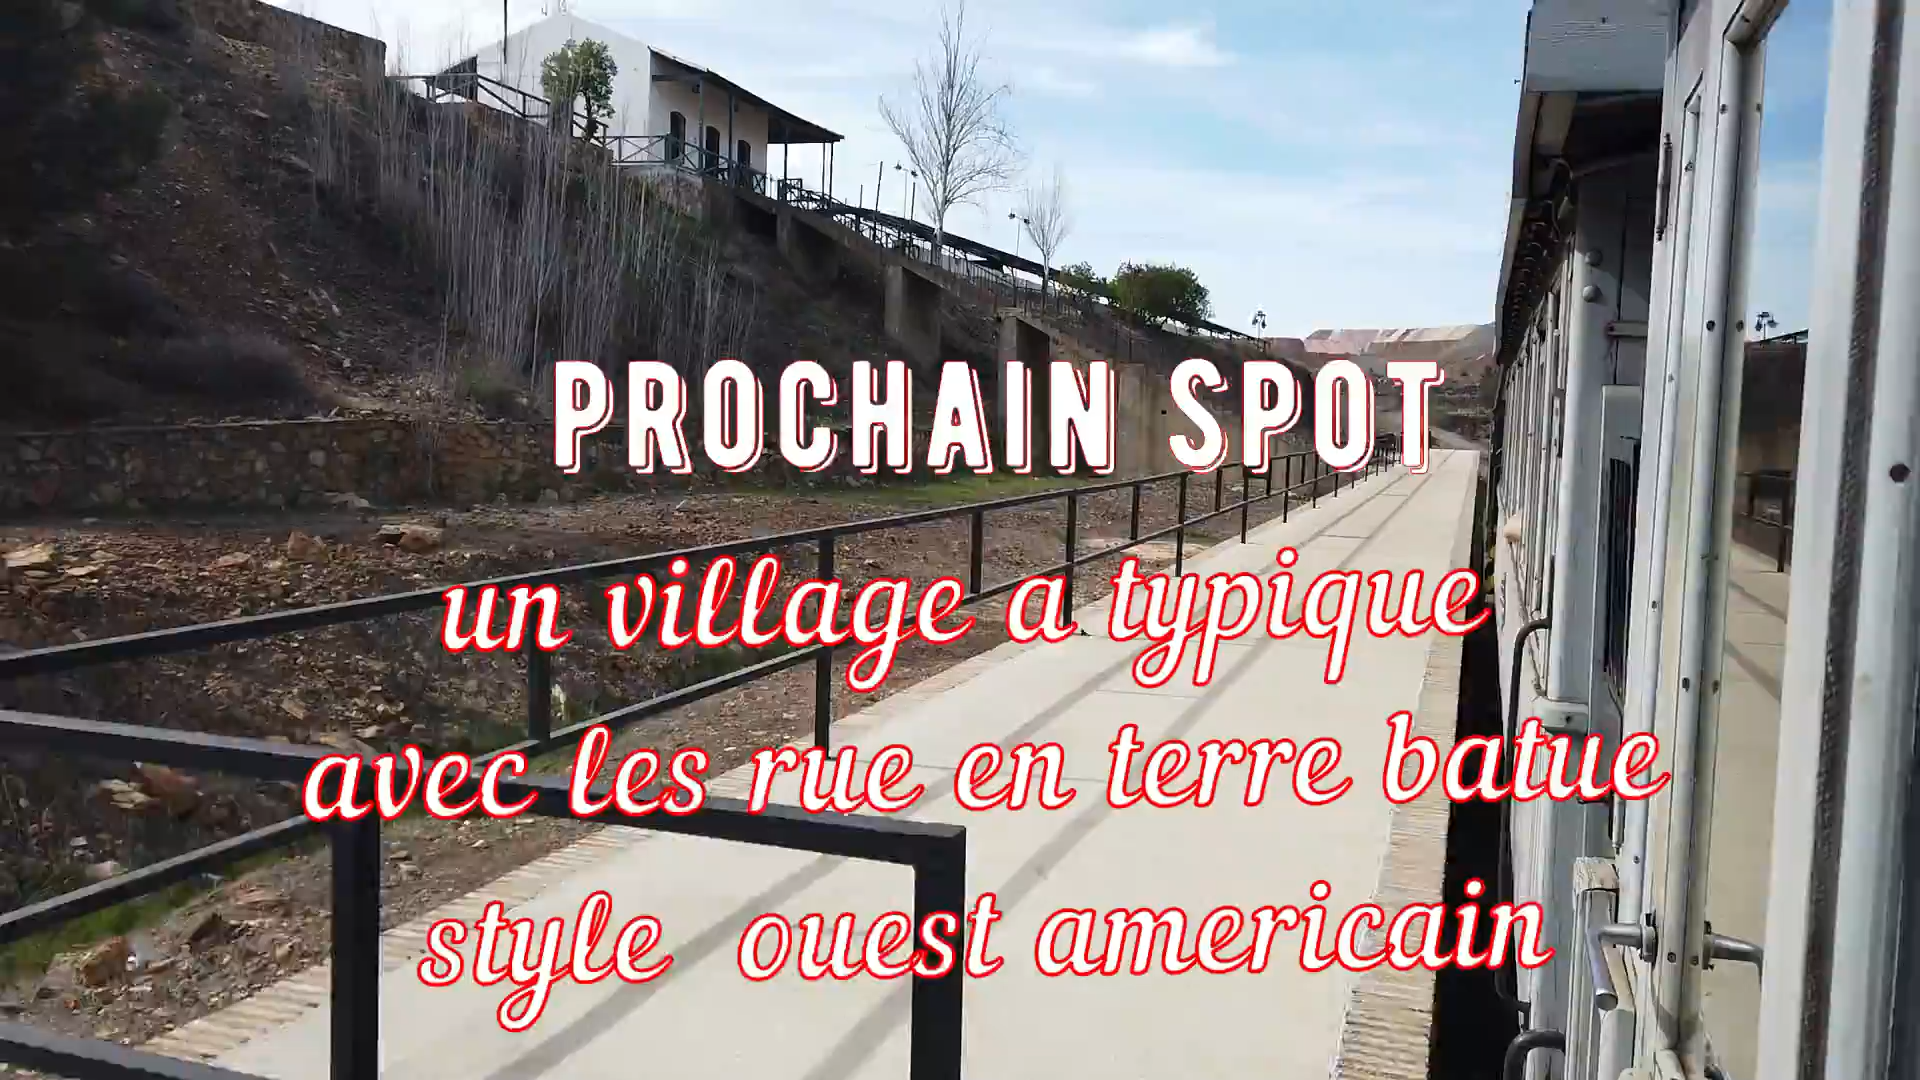 PROCHAIN SPOT
un village a typique
avec les rue en terre batue
style ouest americain